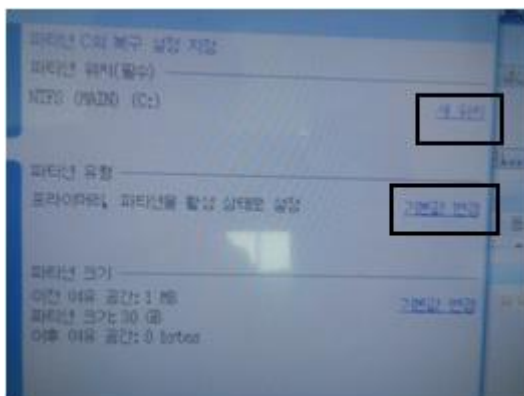 파티션 C의 복구 설정 지정
파티션 위치(필수)
NTFS (MAIN) (C:)
새 위치
파티션 유형
프라이머리, 파티션을 활성 상태로 설정
기본값 변경
파티션 크기
이전 여유 공간: 1 MB
기본값 변경
파티션 크기: 30 GB
이후 여유 공간: 0 bytes